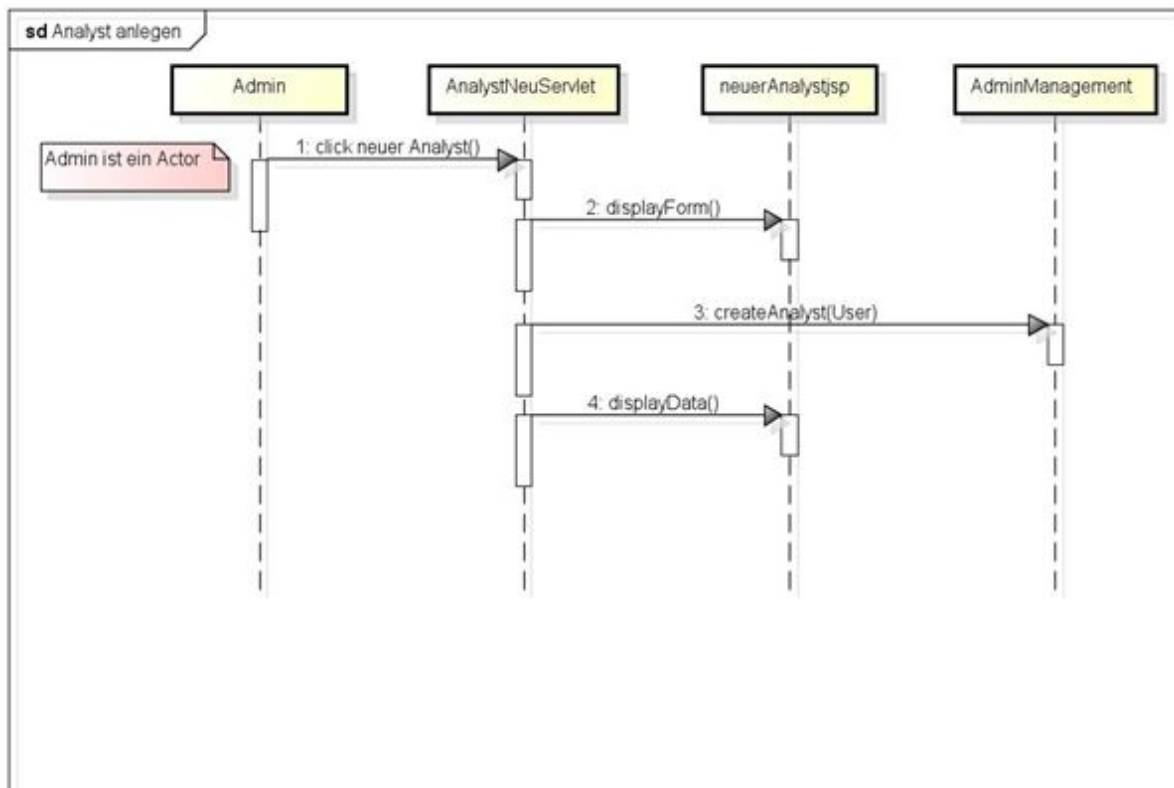 sd Analyst anlegen
Admin
AnalystNeuServlet
neuerAnalystjsp
AdminManagement
Admin ist ein Actor
1: click neuer Analyst()
2: displayForm()
3: createAnalyst(User)
4: displayData()